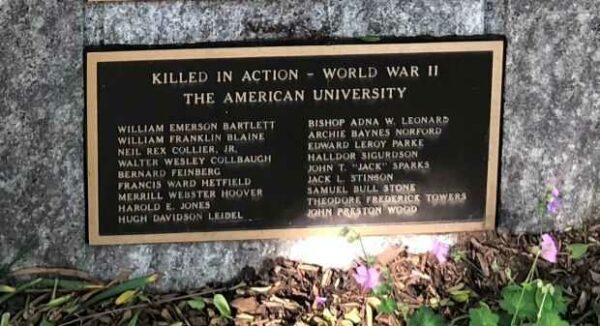 KILLED IN ACTION - WORLD WAR II
THE AMERICAN UNIVERSITY
WILLIAM EMERSON BARTLETT
WILLIAM FRANKLIN BLAINE
NEIL REX COLLIER, JR.
WALTER WESLEY COLLBAUGH
BERNARD FEINBERG
FRANCIS WARD HETFIELD
MERRILL WEBSTER HOOVER
HAROLD E. JONES
HUGH DAVIDSON LEIDEL
BISHOP ADNA W. LEONARD
ARCHIE BAYNES NORFORD
EDWARD LEROY PARKE
HALLDOR SIGURDSON
JOHN T. "JACK" SPARKS
JACK L. STINSON
SAMUEL BULL STONE
THEODORE FREDERICK TOWERS
JOHN PRESTON WOOD